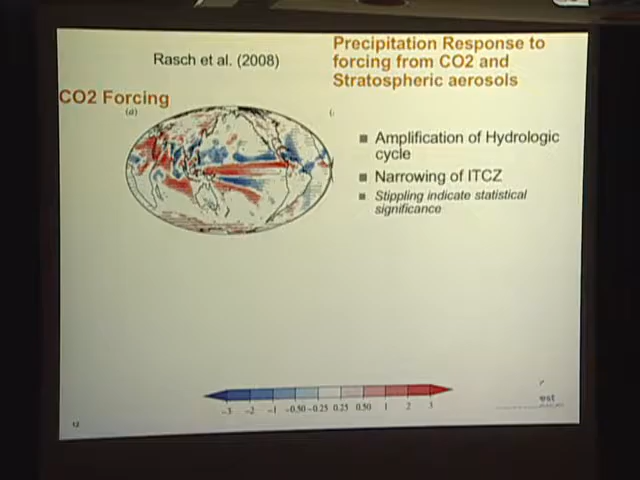 Rasch et al. (2008)
Precipitation Response to
forcing from CO2 and
Stratospheric aerosols
CO2 Forcing
(a)
Amplification of Hydrologic
cycle
Narrowing of ITCZ
Stippling indicate statistical
significance
-3 -2 -1 -0.50 -0.25 0.25 0.50 1 2 3
est
12